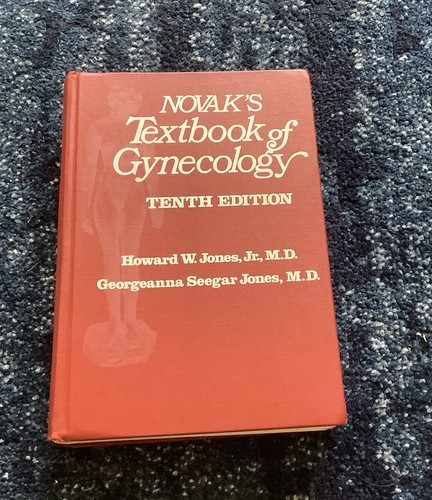 NOVAK'S
Textbook of
Gynecology
TENTH EDITION
Howard W. Jones, Jr., M.D.
Georgeanna Seegar Jones, M.D.